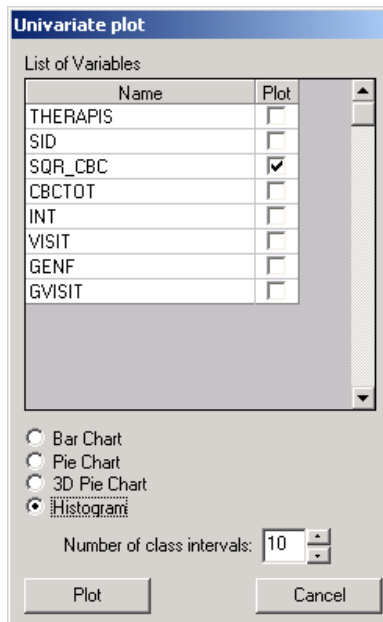 Univariate plot
List of Variables
Name Plot
THERAPIS
SID
SQR_CBC
CBCTOT
INT
VISIT
GENF
GVISIT
Bar Chart
Pie Chart
3D Pie Chart
Histogram
Number of class intervals: 10
Plot Cancel